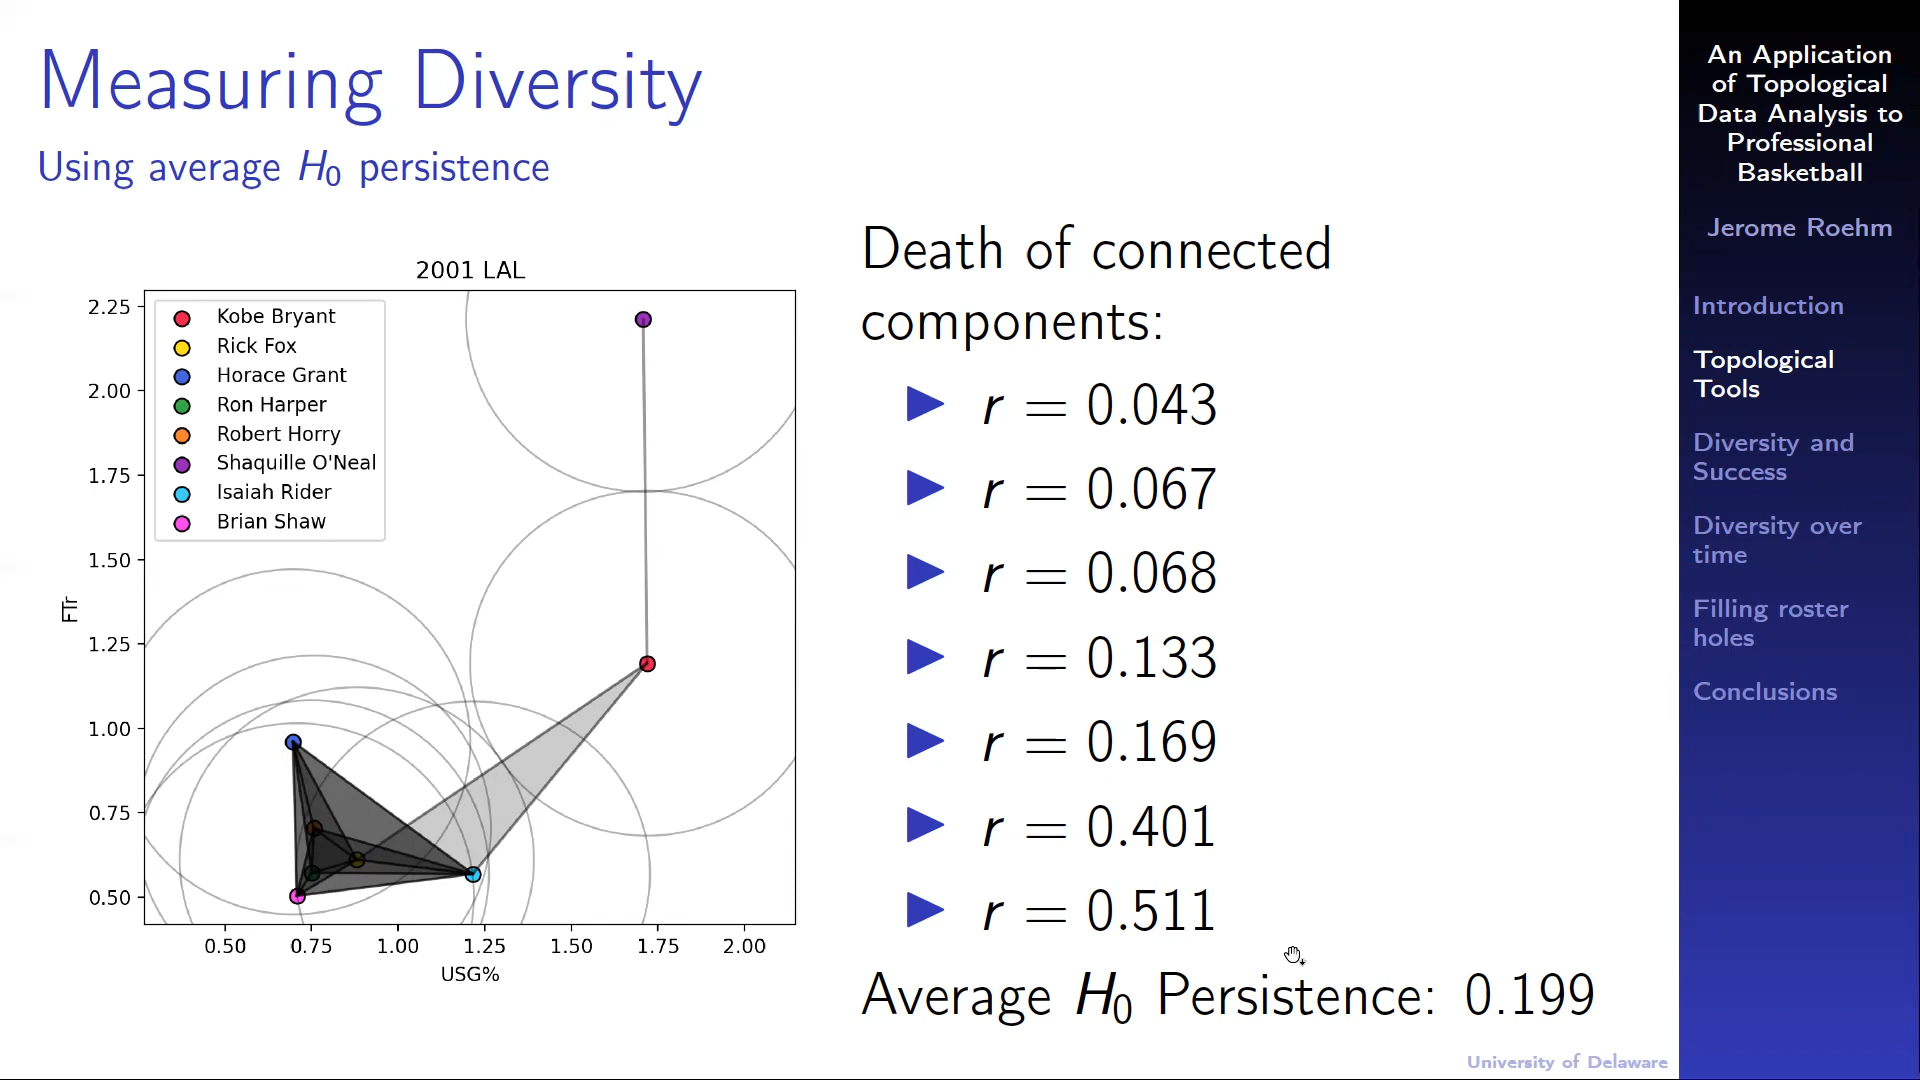 Measuring Diversity
Using average H₀ persistence
2001 LAL
Kobe Bryant
Rick Fox
Horace Grant
Ron Harper
Robert Horry
Shaquille O'Neal
Isaiah Rider
Brian Shaw
2.25
2.00
1.75
1.50
1.25
1.00
0.75
0.50
FTr
0.50 0.75 1.00 1.25 1.50 1.75 2.00
USG%
Death of connected
components:
r = 0.043
r = 0.067
r = 0.068
r = 0.133
r = 0.169
r = 0.401
r = 0.511
Average H₀ Persistence: 0.199
University of Delaware
An Application
of Topological
Data Analysis to
Professional
Basketball
Jerome Roehm
Introduction
Topological
Tools
Diversity and
Success
Diversity over
time
Filling roster
holes
Conclusions